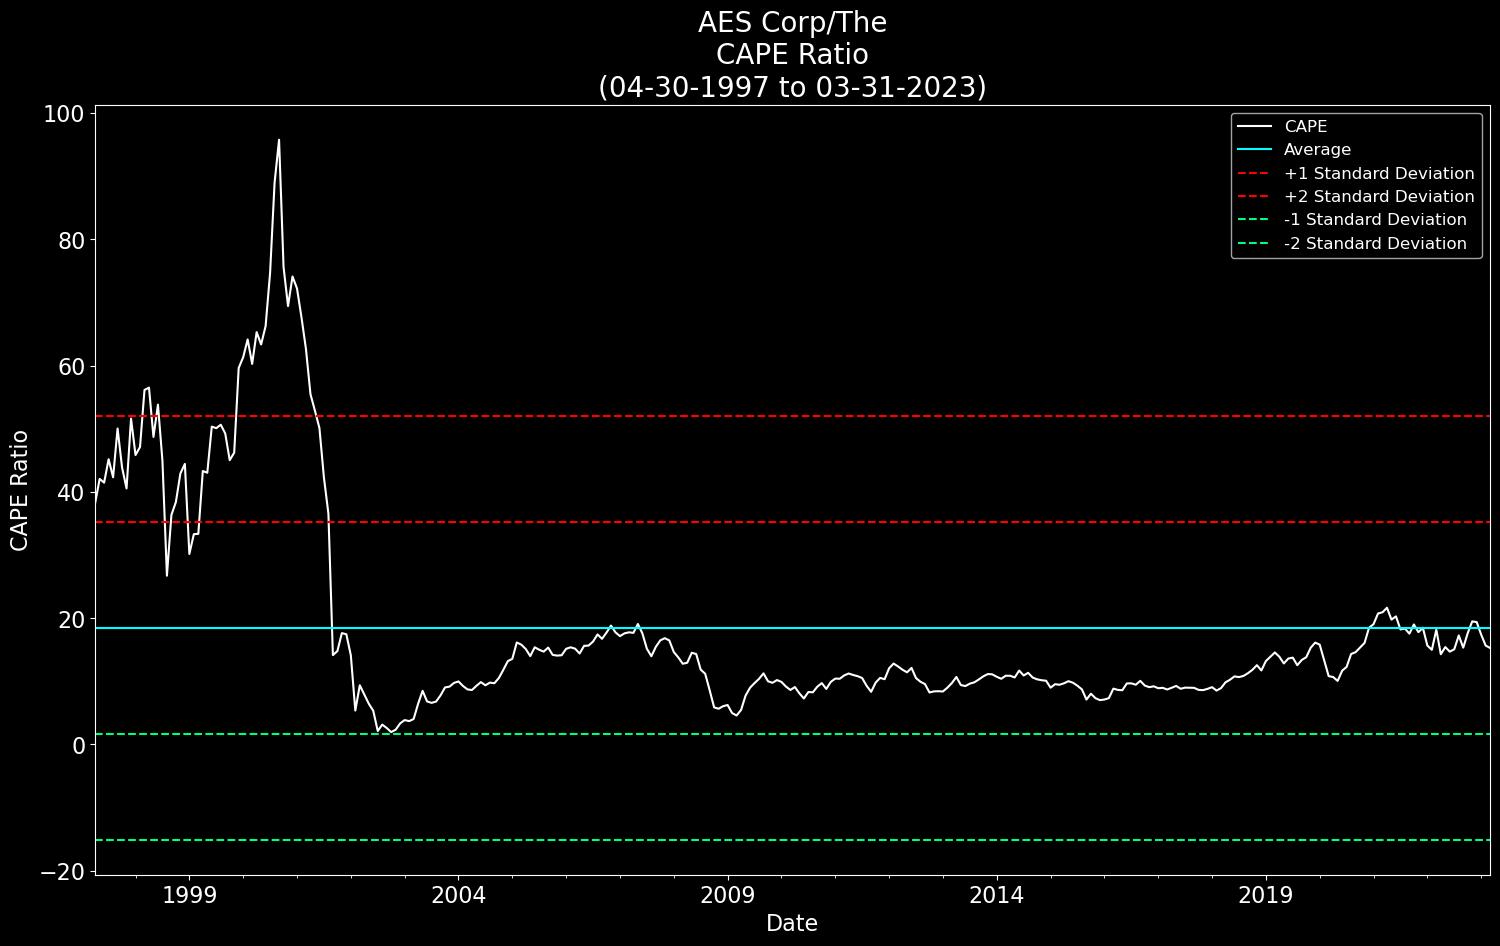 AES Corp/The
CAPE Ratio
(04-30-1997 to 03-31-2023)
100
80
60
40
20
0
−20
CAPE Ratio
CAPE
Average
+1 Standard Deviation
+2 Standard Deviation
-1 Standard Deviation
-2 Standard Deviation
1999
2004
2009
2014
2019
Date